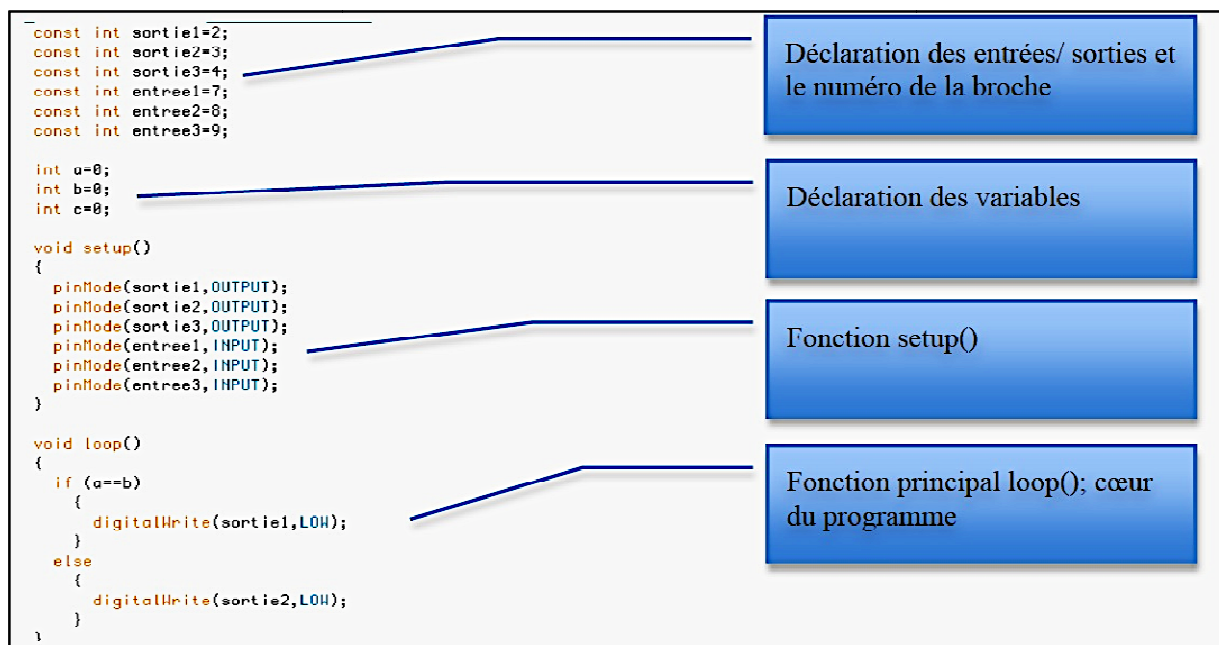 const int sortie1=2;
const int sortie2=3;
const int sortie3=4;
const int entree1=7;
const int entree2=8;
const int entree3=9;
int a=0;
int b=0;
int c=0;
void setup()
{
pinMode(sortie1,OUTPUT);
pinMode(sortie2,OUTPUT);
pinMode(sortie3,OUTPUT);
pinMode(entree1,INPUT);
pinMode(entree2,INPUT);
pinMode(entree3,INPUT);
}
void loop()
{
if (a==b)
{
digitalWrite(sortie1,LOW);
}
else
{
digitalWrite(sortie2,LOW);
}
}
Déclaration des entrées/ sorties et
le numéro de la broche
Déclaration des variables
Fonction setup()
Fonction principal loop(); cœur
du programme